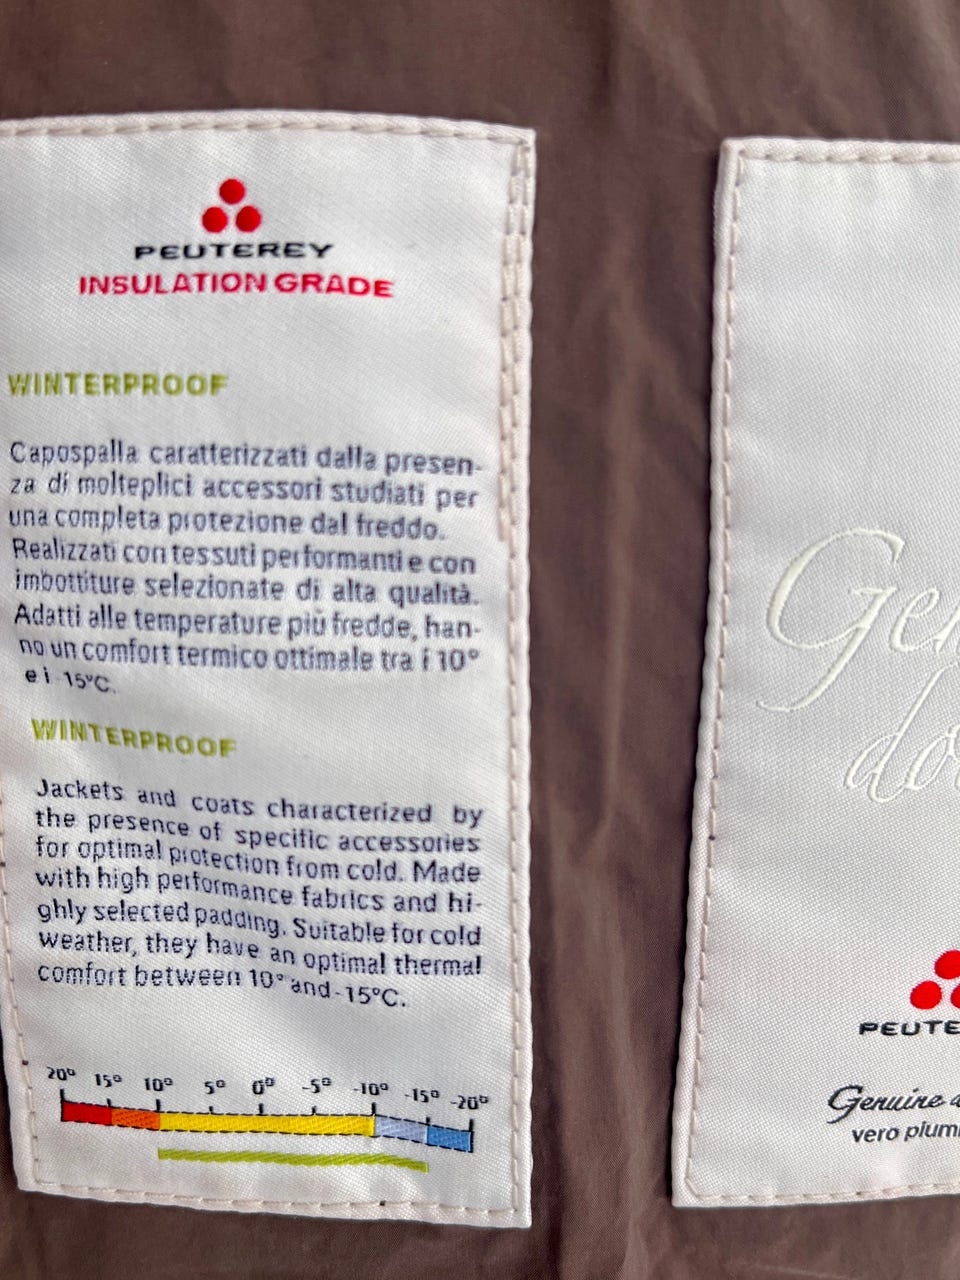 PEUTEREY
INSULATION GRADE
WINTERPROOF
Capospalla caratterizzati dalla presen-
za di molteplici accessori studiati per
una completa protezione dal freddo.
Realizzati con tessuti performanti e con
imbottiture selezionate di alta qualità.
Adatti alle temperature più fredde, han-
no un comfort termico ottimale tra i 10°
e i -15°C.
WINTERPROOF
Jackets and coats characterized by
the presence of specific accessories
for optimal protection from cold. Made
with high performance fabrics and hi-
ghly selected padding. Suitable for cold
weather, they have an optimal thermal
comfort between 10° and -15°C.
20° 15° 10° 5° 0° -5° -10° -15° -20°
Genuine
vero